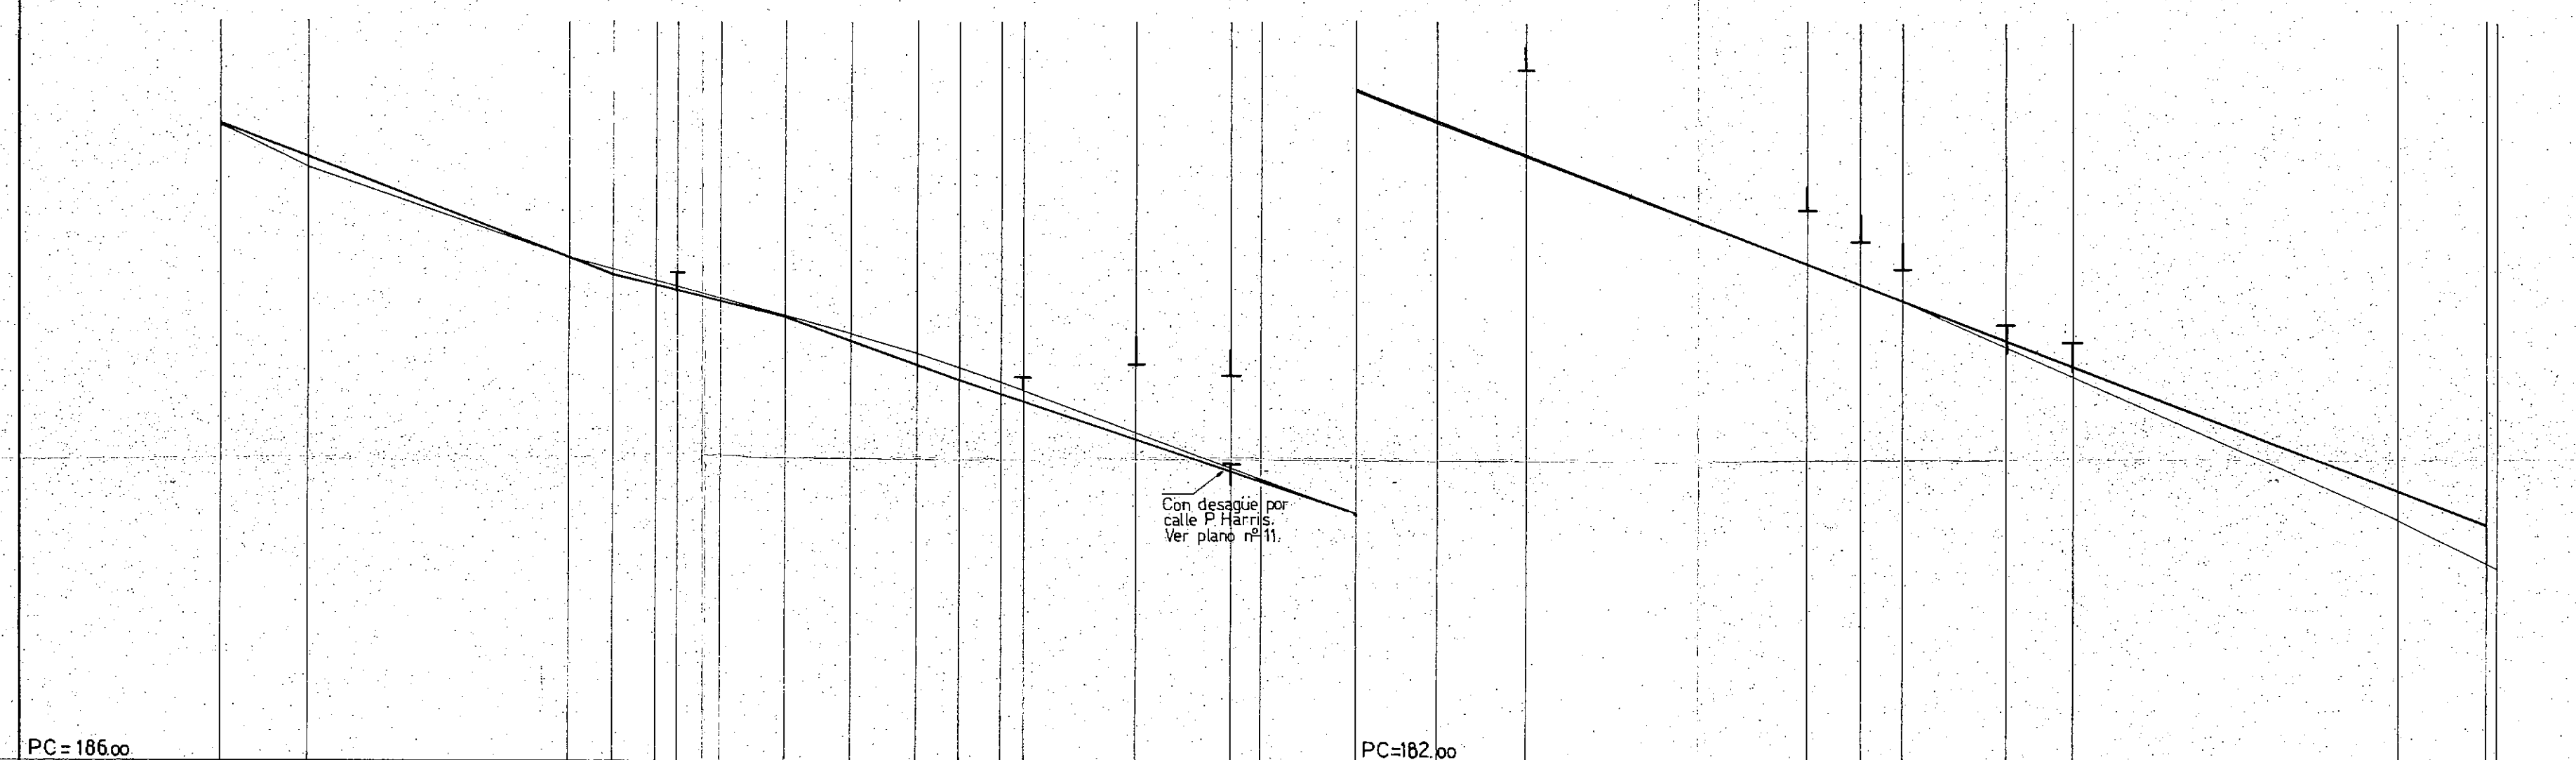 Con desagüe por
calle P. Harris.
Ver plano nº 11.
PC=186.00
PC=182.00